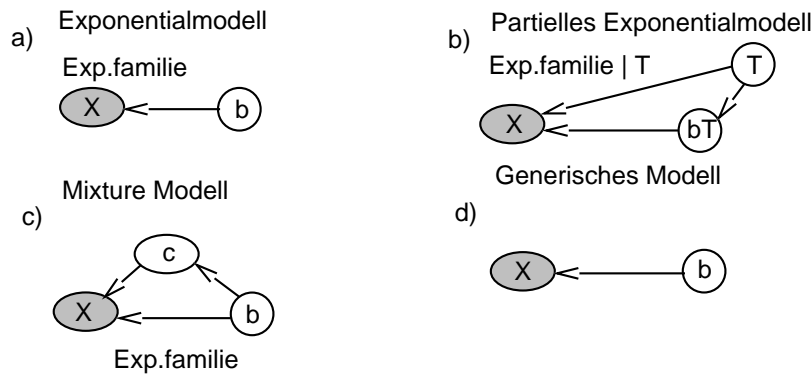 a)
Exponentialmodell
Exp.familie
X
b
b)
Partielles Exponentialmodell
Exp.familie | T
T
X
bT
c)
Mixture Modell
c
X
b
Exp.familie
Generisches Modell
d)
X
b